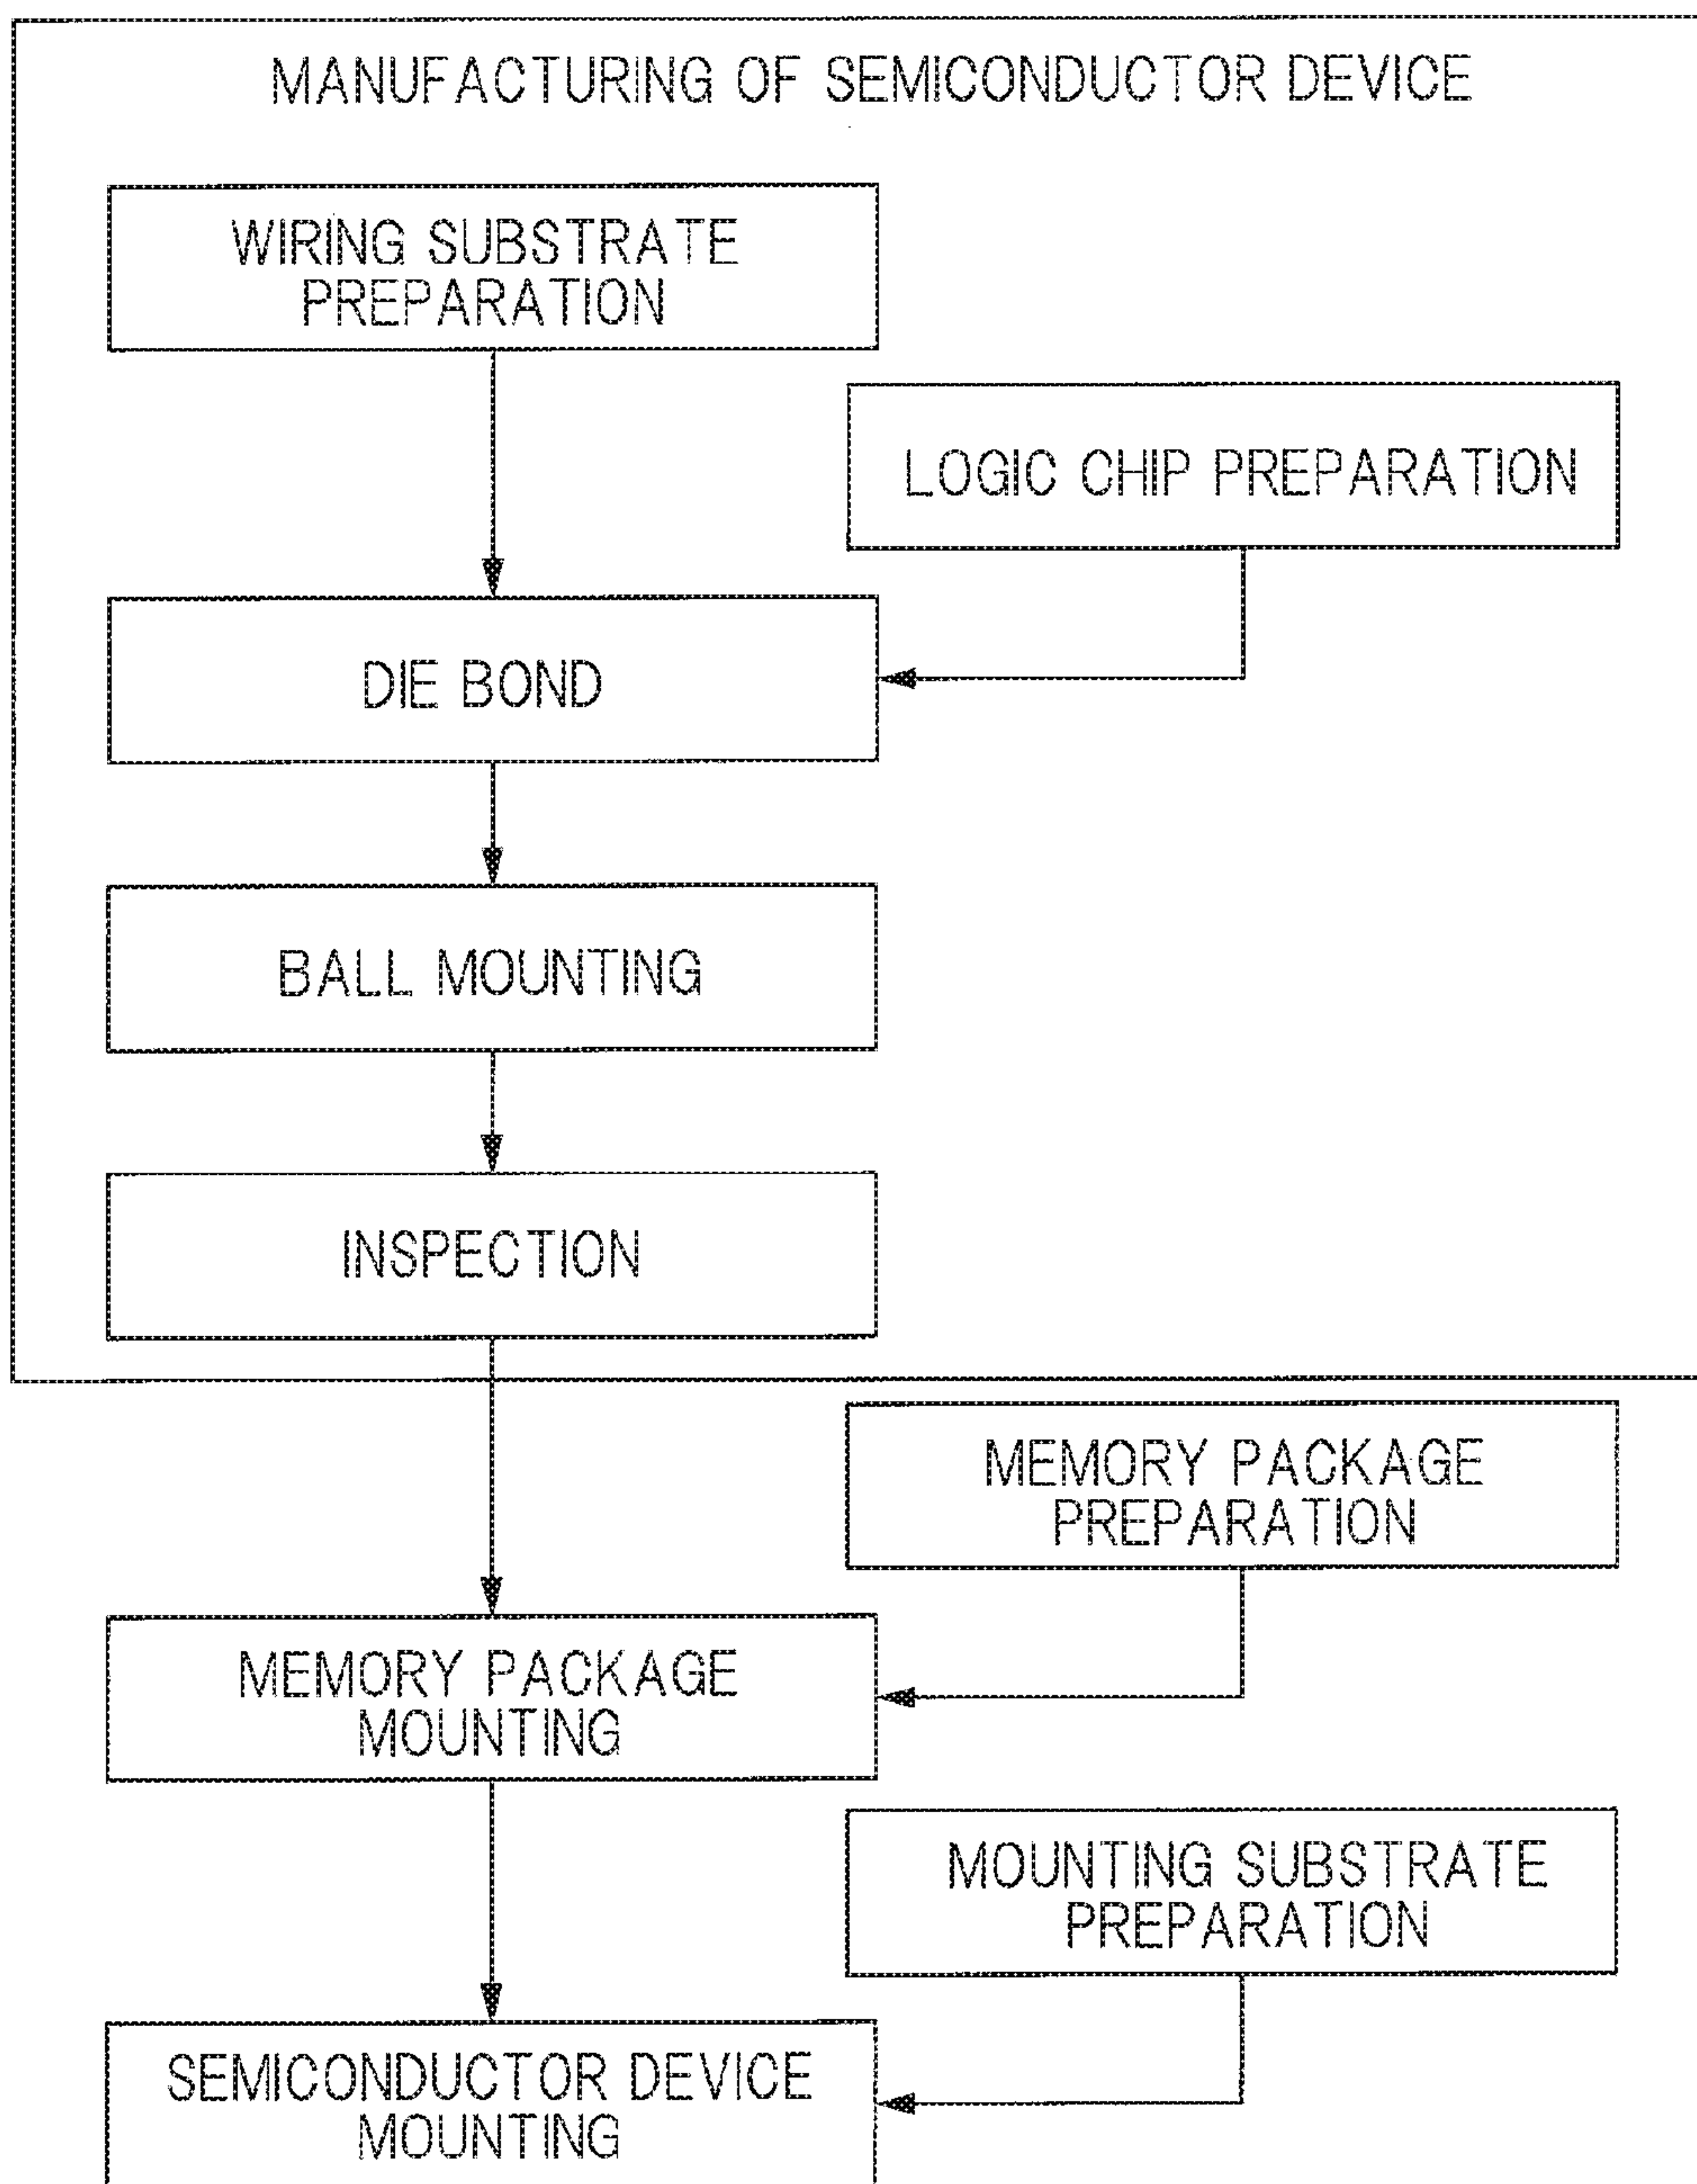 MANUFACTURING OF SEMICONDUCTOR DEVICE
WIRING SUBSTRATE
PREPARATION
LOGIC CHIP PREPARATION
DIE BOND
BALL MOUNTING
INSPECTION
MEMORY PACKAGE
PREPARATION
MEMORY PACKAGE
MOUNTING
MOUNTING SUBSTRATE
PREPARATION
SEMICONDUCTOR DEVICE
MOUNTING